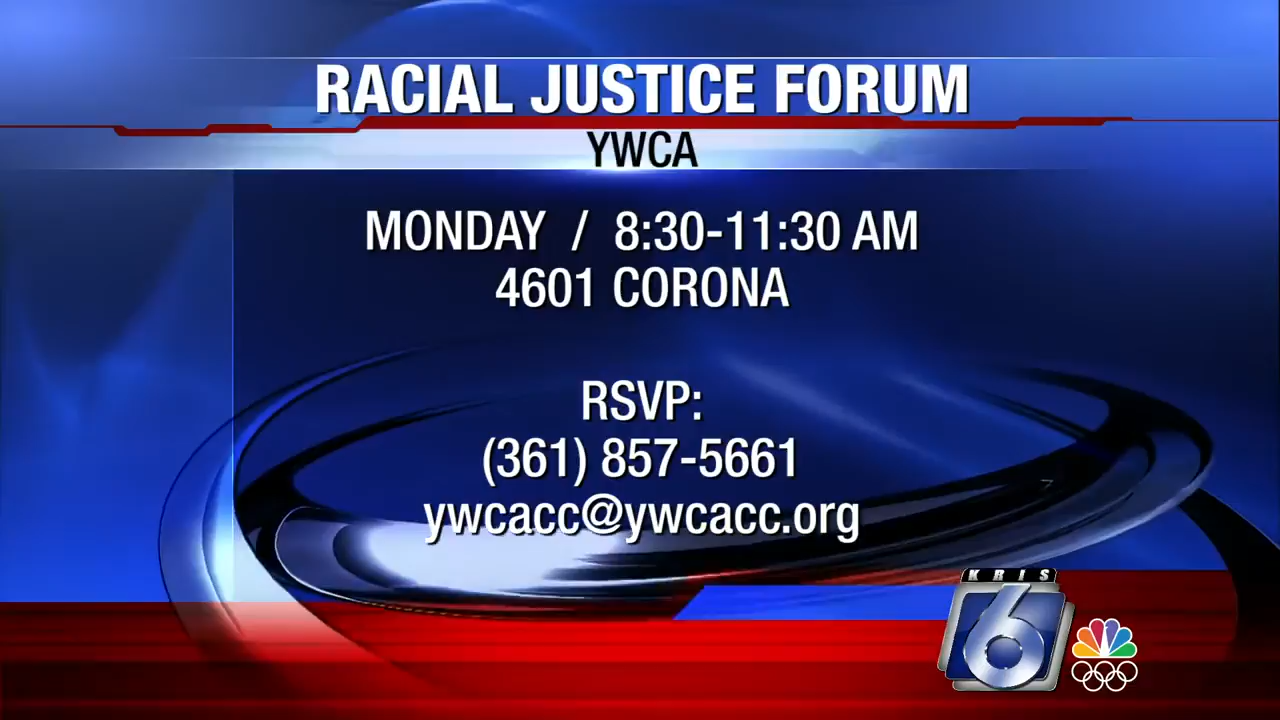 RACIAL JUSTICE FORUM
YWCA
MONDAY / 8:30-11:30 AM
4601 CORONA
RSVP:
(361) 857-5661
ywcacc@ywcacc.org
KRIS
6